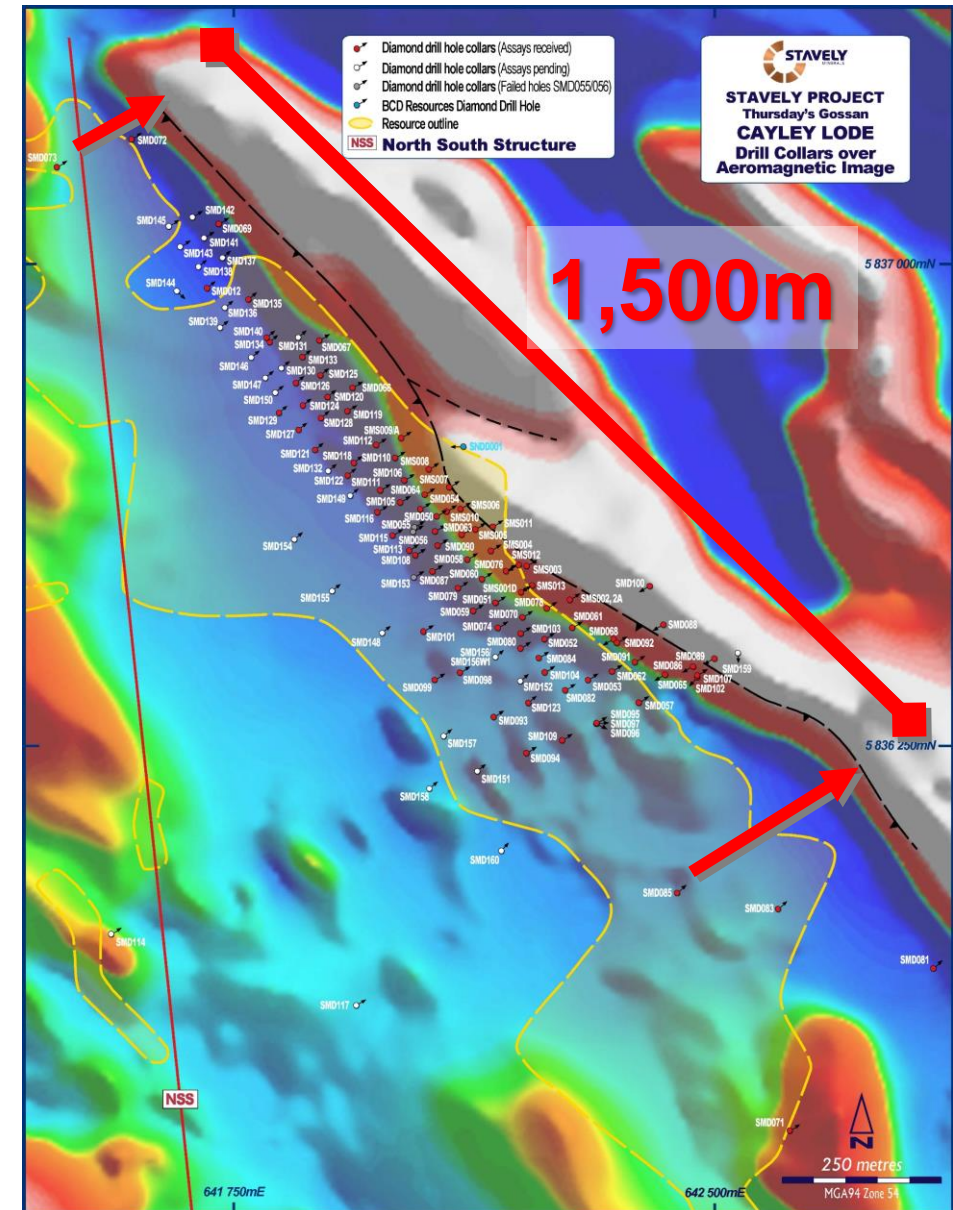 Diamond drill hole collars (Assays received)
Diamond drill hole collars (Assays pending)
Diamond drill hole collars (Failed holes SMD055/056)
BCD Resources Diamond Drill Hole
Resource outline
NSS North South Structure
STAVELY
MINERALS
STAVELY PROJECT
Thursday's Gossan
CAYLEY LODE
Drill Collars over
Aeromagnetic Image
SMD072
SMD073
SMD142
SMD145
SMD069
SMD141
SMD143
SMD137
5 837 000mN
SMD138
1,500m
SMD144
SMD012
SMD135
SMD136
SMD139
SMD140
SMD134
SMD131
SMD067
SMD133
SMD146
SMD130
SMD125
SMD147
SMD126
SMD066
SMD150
SMD120
SMD124
SMD119
SMD129
SMD128
SMD127
SMS009/A
SMD112
SND0001
SMD121
SMD118
SMD110
SMS008
SMD132
SMD106
SMS007
SMD122
SMD111
SMD064
SMD149
SMD105
SMD054
SMS006
SMD116
SMD050
SMS010
SMD055
SMD063
SMS011
SMD115
SMD056
SMS005
SMD154
SMD113
SMD090
SMS004
SMD108
SMD058
SMS012
SMD076
SMS003
SMD153
SMD087
SMD060
SMD100
SMD155
SMD079
SMS001D
SMS013
SMD051
SMD078
SMS002, 2A
SMD059
SMD070
SMD061
SMD148
SMD101
SMD074
SMD103
SMD068
SMD088
SMD080
SMD052
SMD092
SMD156
SMD084
SMD091
SMD089
SMD156W1
SMD086
SMD159
SMD099
SMD098
SMD104
SMD062
SMD107
SMD152
SMD053
SMD065
SMD102
SMD082
SMD123
SMD057
SMD093
SMD095
SMD097
SMD096
SMD157
SMD109
5 836 250mN
SMD094
SMD151
SMD158
SMD160
SMD085
SMD083
SMD114
SMD081
SMD117
NSS
SMD071
N
250 metres
641 750mE
642 500mE
MGA94 Zone 54